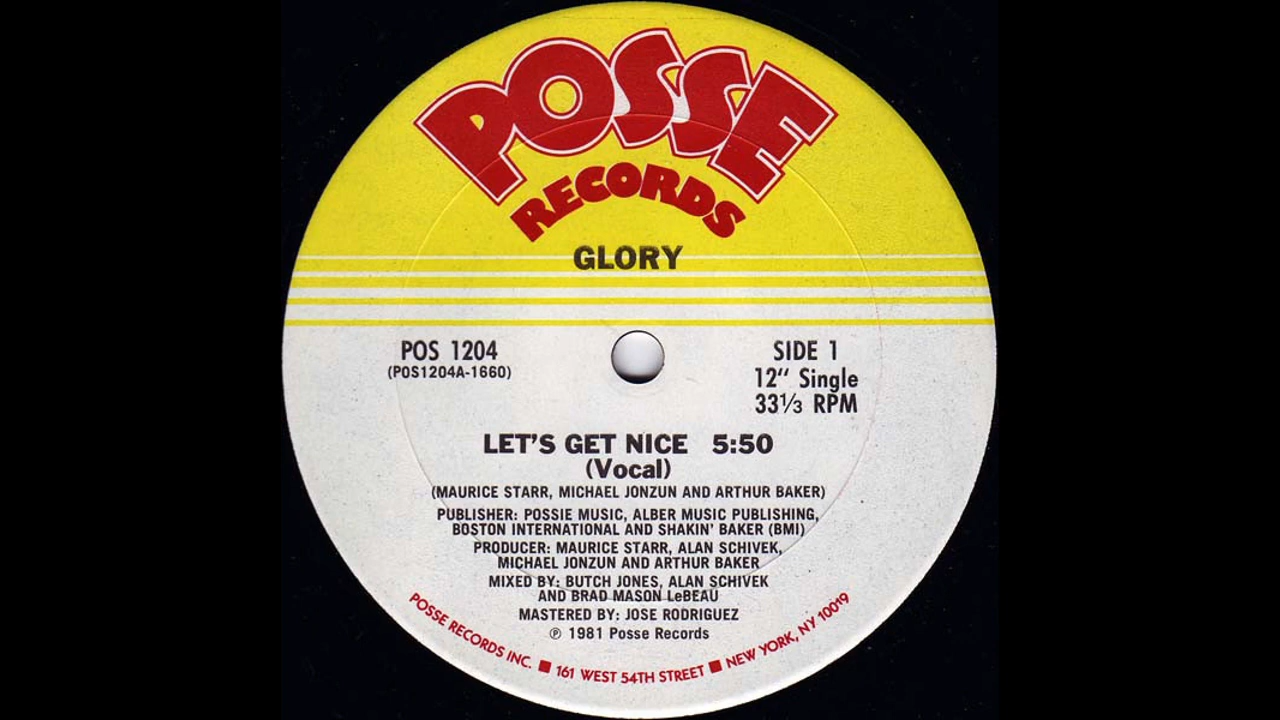 POSSE
RECORDS
GLORY
POS 1204
(POS1204A-1660)
SIDE 1
12" Single
33⅓ RPM
LET'S GET NICE 5:50
(Vocal)
(MAURICE STARR, MICHAEL JONZUN AND ARTHUR BAKER)
PUBLISHER: POSSIE MUSIC, ALBER MUSIC PUBLISHING,
BOSTON INTERNATIONAL AND SHAKIN' BAKER (BMI)
PRODUCER: MAURICE STARR, ALAN SCHIVEK,
MICHAEL JONZUN AND ARTHUR BAKER
MIXED BY: BUTCH JONES, ALAN SCHIVEK
AND BRAD MASON LeBEAU
MASTERED BY: JOSE RODRIGUEZ
℗ 1981 Posse Records
POSSE RECORDS INC. ■ 161 WEST 54TH STREET ■ NEW YORK, NY 10019